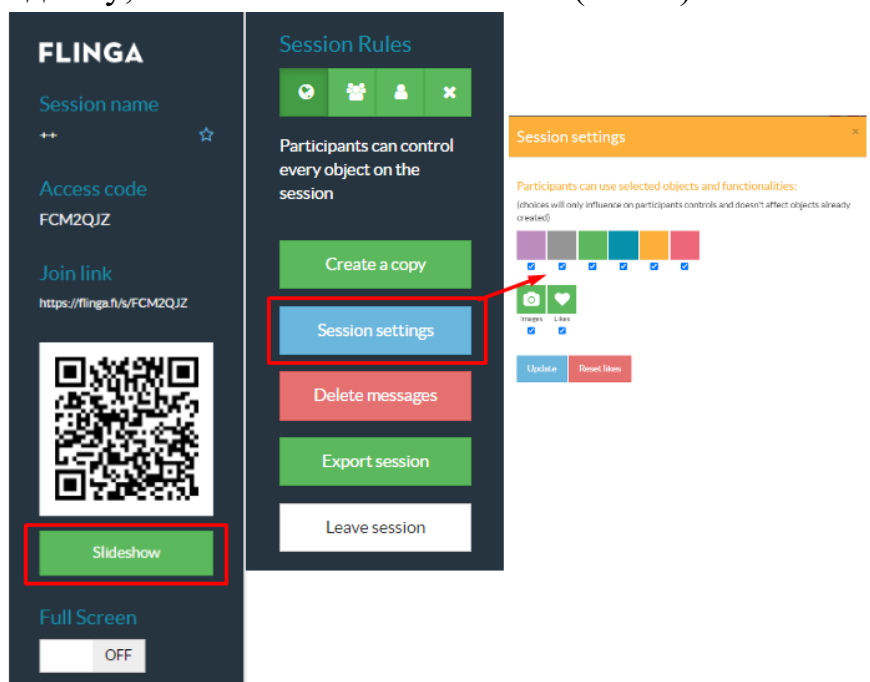 FLINGA
Session name
++
Access code
FCM2QJZ
Join link
https://flinga.fi/s/FCM2QJZ
Slideshow
Full Screen
OFF
Session Rules
Participants can control
every object on the
session
Create a copy
Session settings
Delete messages
Export session
Leave session
Session settings
×
Participants can use selected objects and functionalities:
(choices will only influence on participants controls and doesn't affect objects already
created)
Images Likes
Update Reset likes